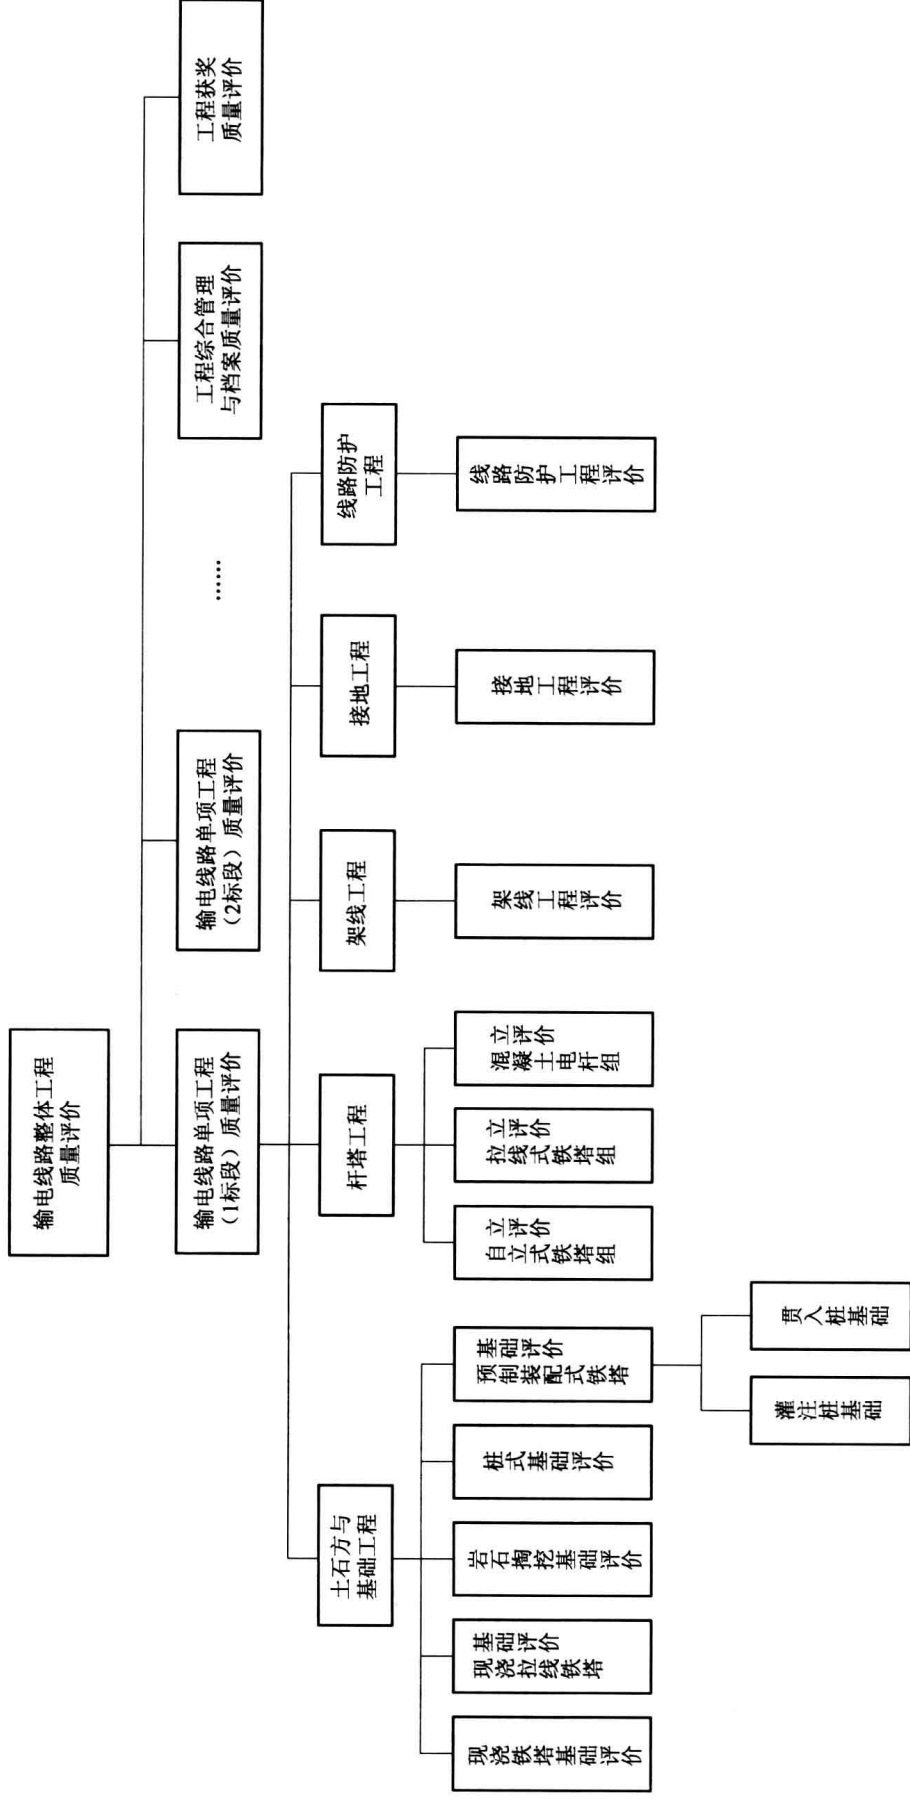 输电线路整体工程
质量评价
输电线路单项工程
（1标段）质量评价
输电线路单项工程
（2标段）质量评价
……
工程综合管理
与档案质量评价
工程获奖
质量评价
土石方与
基础工程
杆塔工程
架线工程
接地工程
线路防护
工程
现浇铁塔基础评价
现浇拉线铁塔
基础评价
岩石掏挖基础评价
桩式基础评价
预制装配式铁塔
基础评价
自立式铁塔组
立评价
拉线式铁塔组
立评价
混凝土电杆组
立评价
架线工程评价
接地工程评价
线路防护工程评价
灌注桩基础
贯入桩基础